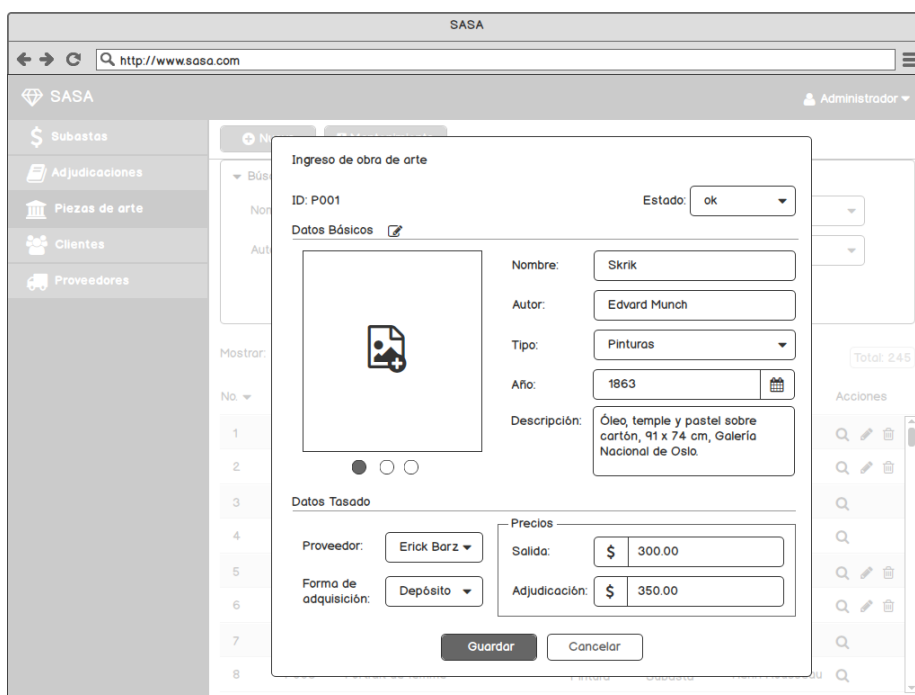 SASA
http://www.sasa.com
SASA
Administrador
Subastas
Adjudicaciones
Piezas de arte
Clientes
Proveedores
Ingreso de obra de arte
ID: P001
Estado: ok
Datos Básicos
Nombre: Skrik
Autor: Edvard Munch
Tipo: Pinturas
Año: 1863
Descripción: Óleo, temple y pastel sobre
cartón, 91 x 74 cm, Galería
Nacional de Oslo.
Datos Tasado
Proveedor: Erick Barz
Forma de
adquisición: Depósito
Precios
Salida: $ 300.00
Adjudicación: $ 350.00
Guardar
Cancelar
Mostrar:
Total: 245
No.
Acciones
1
2
3
4
5
6
7
8